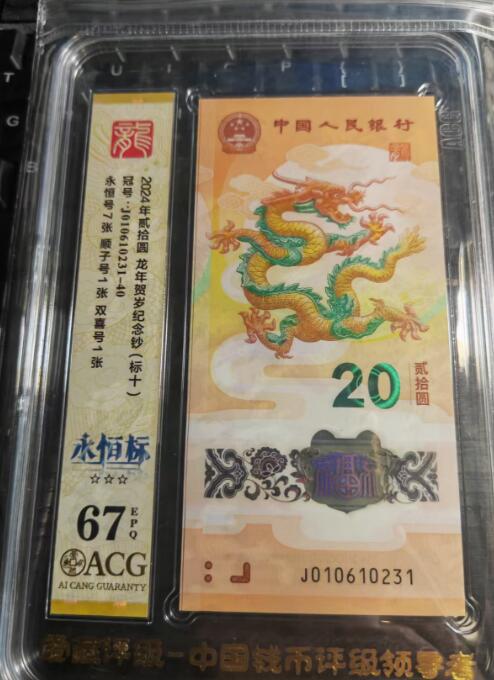 龍
2024年贰拾圆 龙年贺岁纪念钞(标十)
冠号:J010610231-40
永恒号7张 顺子号1张 双喜号1张
永恒标
☆☆☆
67 EPQ
ACG
AI CANG GUARANTY
中国人民银行
20
贰拾圆
J010610231
爱藏评级-中国钱币评级领导者